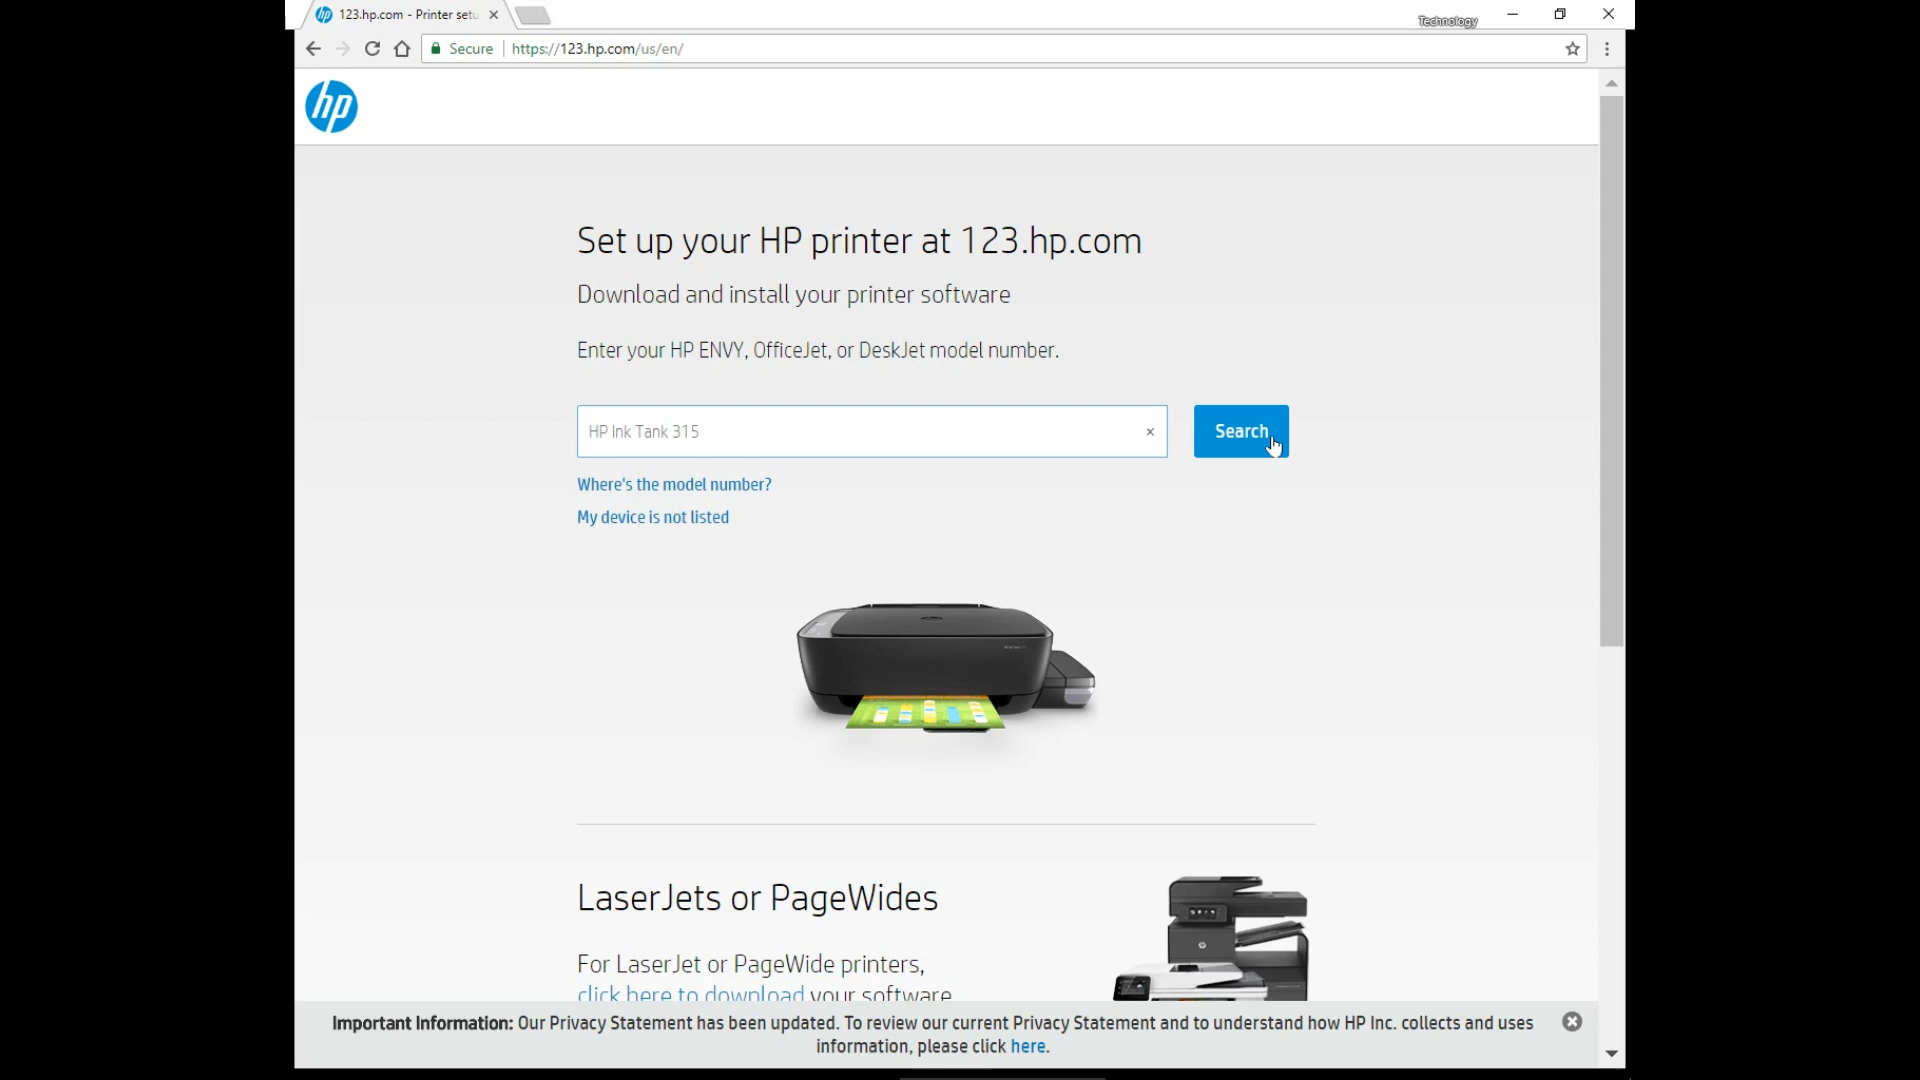 123.hp.com - Printer setu
Technology
Secure
https://123.hp.com/us/en/
hp
Set up your HP printer at 123.hp.com
Download and install your printer software
Enter your HP ENVY, OfficeJet, or DeskJet model number.
HP Ink Tank 315
Search
Where's the model number?
My device is not listed
LaserJets or PageWides
For LaserJet or PageWide printers,
click here to download your software
Important Information: Our Privacy Statement has been updated. To review our current Privacy Statement and to understand how HP Inc. collects and uses
information, please click here.